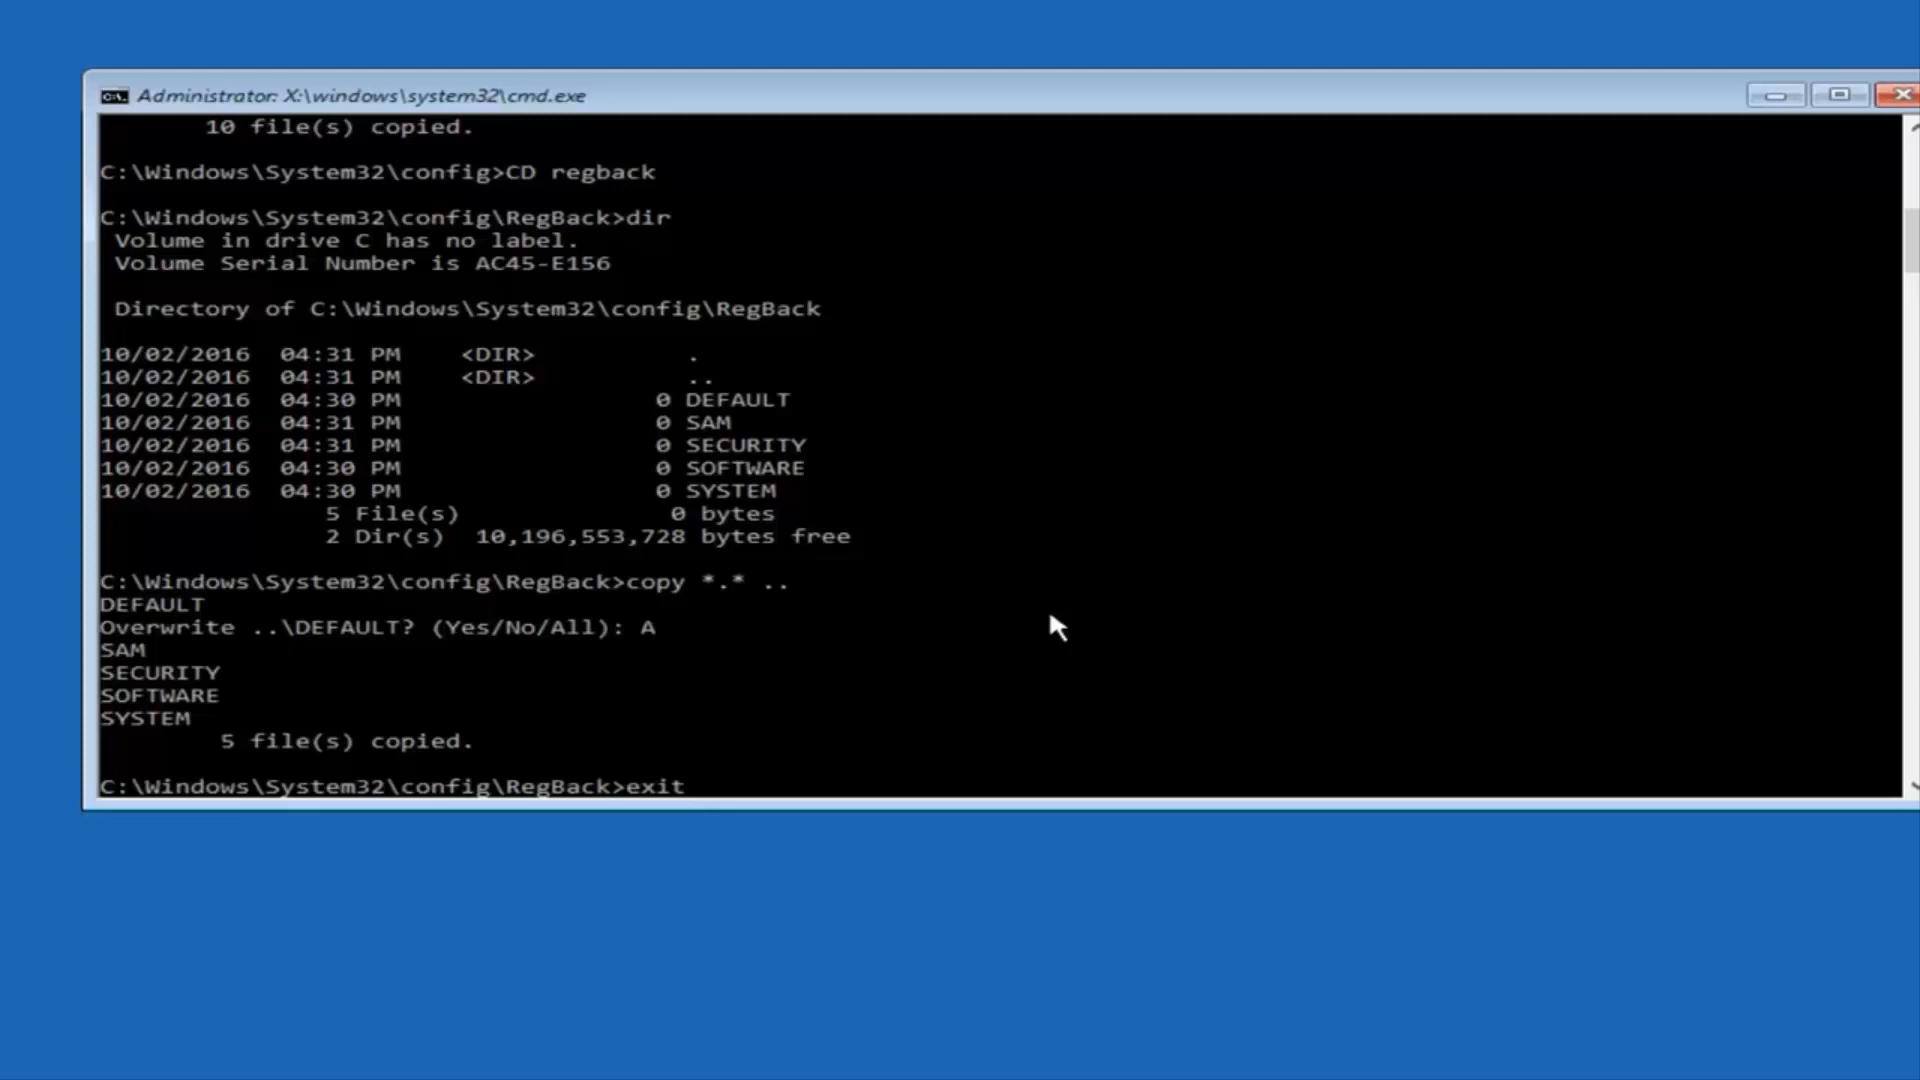 Administrator: X:\windows\system32\cmd.exe
10 file(s) copied.
C:\Windows\System32\config>CD regback
C:\Windows\System32\config\RegBack>dir
Volume in drive C has no label.
Volume Serial Number is AC45-E156
Directory of C:\Windows\System32\config\RegBack
10/02/2016  04:31 PM    <DIR>          .
10/02/2016  04:31 PM    <DIR>          ..
10/02/2016  04:30 PM                 0 DEFAULT
10/02/2016  04:31 PM                 0 SAM
10/02/2016  04:31 PM                 0 SECURITY
10/02/2016  04:30 PM                 0 SOFTWARE
10/02/2016  04:30 PM                 0 SYSTEM
5 File(s)              0 bytes
2 Dir(s)  10,196,553,728 bytes free
C:\Windows\System32\config\RegBack>copy *.* ..
DEFAULT
Overwrite ..\DEFAULT? (Yes/No/All): A
SAM
SECURITY
SOFTWARE
SYSTEM
5 file(s) copied.
C:\Windows\System32\config\RegBack>exit